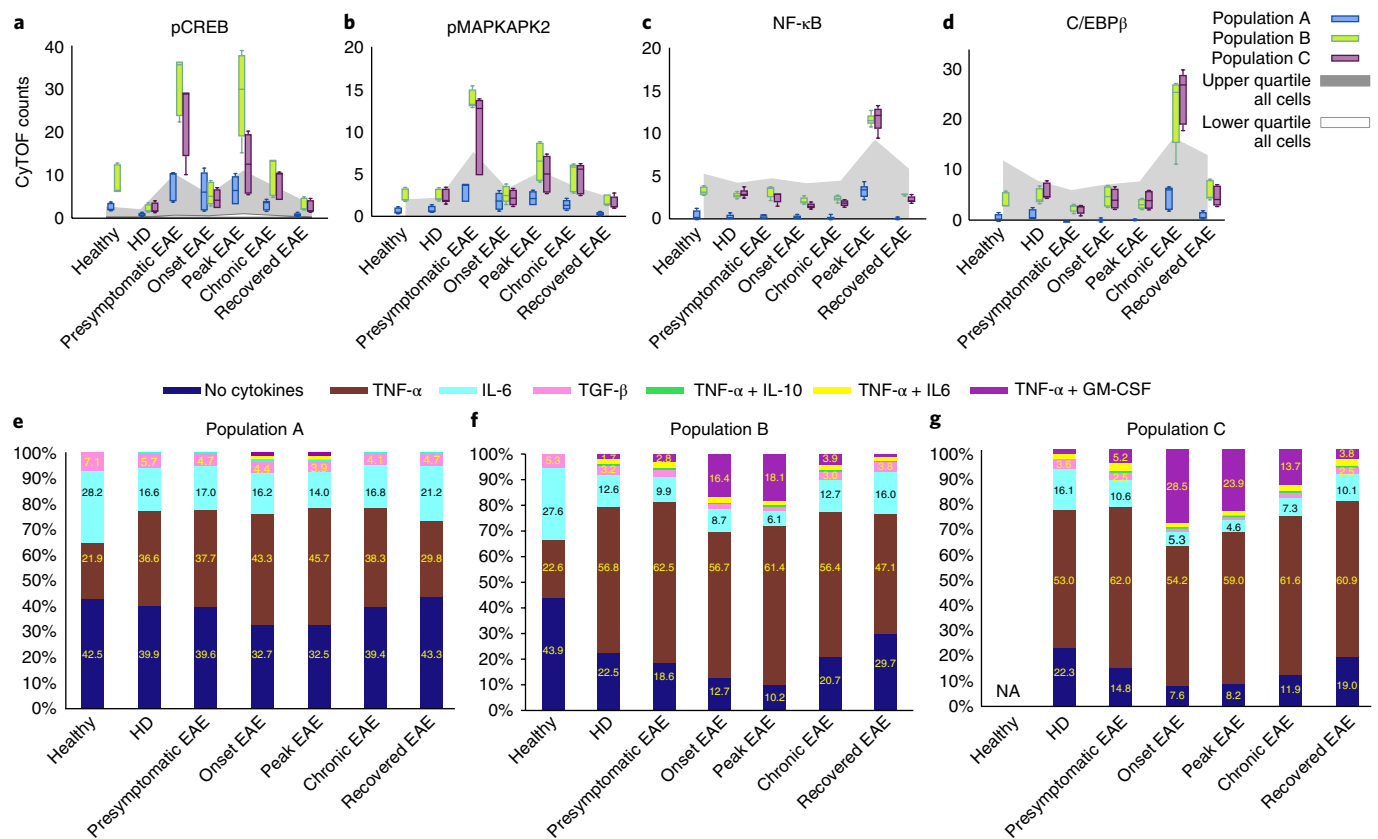 a
pCREB
b
pMAPKAPK2
c
NF-κB
d
C/EBPβ
Population A
Population B
Population C
Upper quartile
all cells
Lower quartile
all cells
CyTOF counts
40
30
20
10
0
Healthy
HD
Presymptomatic EAE
Onset EAE
Peak EAE
Chronic EAE
Recovered EAE
20
15
10
5
0
Healthy
HD
Presymptomatic EAE
Onset EAE
Peak EAE
Chronic EAE
Recovered EAE
20
15
10
5
0
Healthy
HD
Presymptomatic EAE
Onset EAE
Chronic EAE
Peak EAE
Recovered EAE
30
20
10
0
Healthy
HD
Presymptomatic EAE
Onset EAE
Peak EAE
Chronic EAE
Recovered EAE
No cytokines TNF-α IL-6 TGF-β TNF-α + IL-10 TNF-α + IL6 TNF-α + GM-CSF
e
Population A
100%
90%
80%
70%
60%
50%
40%
30%
20%
10%
0%
7.1 5.7 4.7 4.4 3.9 4.1 4.7
28.2 16.6 17.0 16.2 14.0 16.8 21.2
21.9 36.6 37.7 43.3 45.7 38.3 29.8
42.5 39.9 39.6 32.7 32.5 39.4 43.3
Healthy
HD
Presymptomatic EAE
Onset EAE
Peak EAE
Chronic EAE
Recovered EAE
f
Population B
100%
90%
80%
70%
60%
50%
40%
30%
20%
10%
0%
1.7 2.8 16.4 18.1 3.9
5.3 3.2 3.0 3.8
27.6 12.6 9.9 8.7 6.1 12.7 16.0
22.6 56.8 62.5 56.7 61.4 56.4 47.1
43.9 22.5 18.6 12.7 10.2 20.7 29.7
Healthy
HD
Presymptomatic EAE
Onset EAE
Peak EAE
Chronic EAE
Recovered EAE
g
Population C
100%
90%
80%
70%
60%
50%
40%
30%
20%
10%
0%
5.2 28.5 23.9 13.7 3.8
3.6 2.5 2.5
16.1 10.6 5.3 4.6 7.3 10.1
53.0 62.0 54.2 59.0 61.6 60.9
NA 22.3 14.8 7.6 8.2 11.9 19.0
Healthy
HD
Presymptomatic EAE
Onset EAE
Peak EAE
Chronic EAE
Recovered EAE